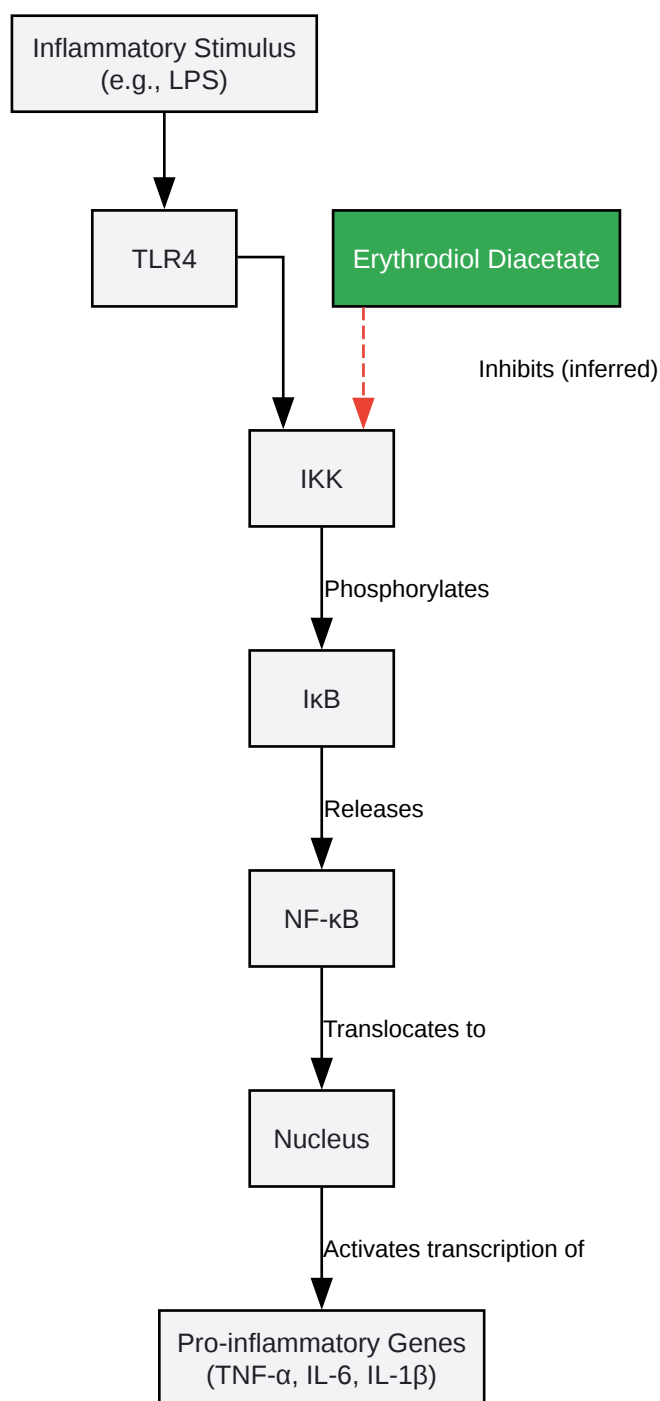 Inflammatory Stimulus
(e.g., LPS)
TLR4
Erythrodiol Diacetate
Inhibits (inferred)
IKK
Phosphorylates
IκB
Releases
NF-κB
Translocates to
Nucleus
Activates transcription of
Pro-inflammatory Genes
(TNF-α, IL-6, IL-1β)